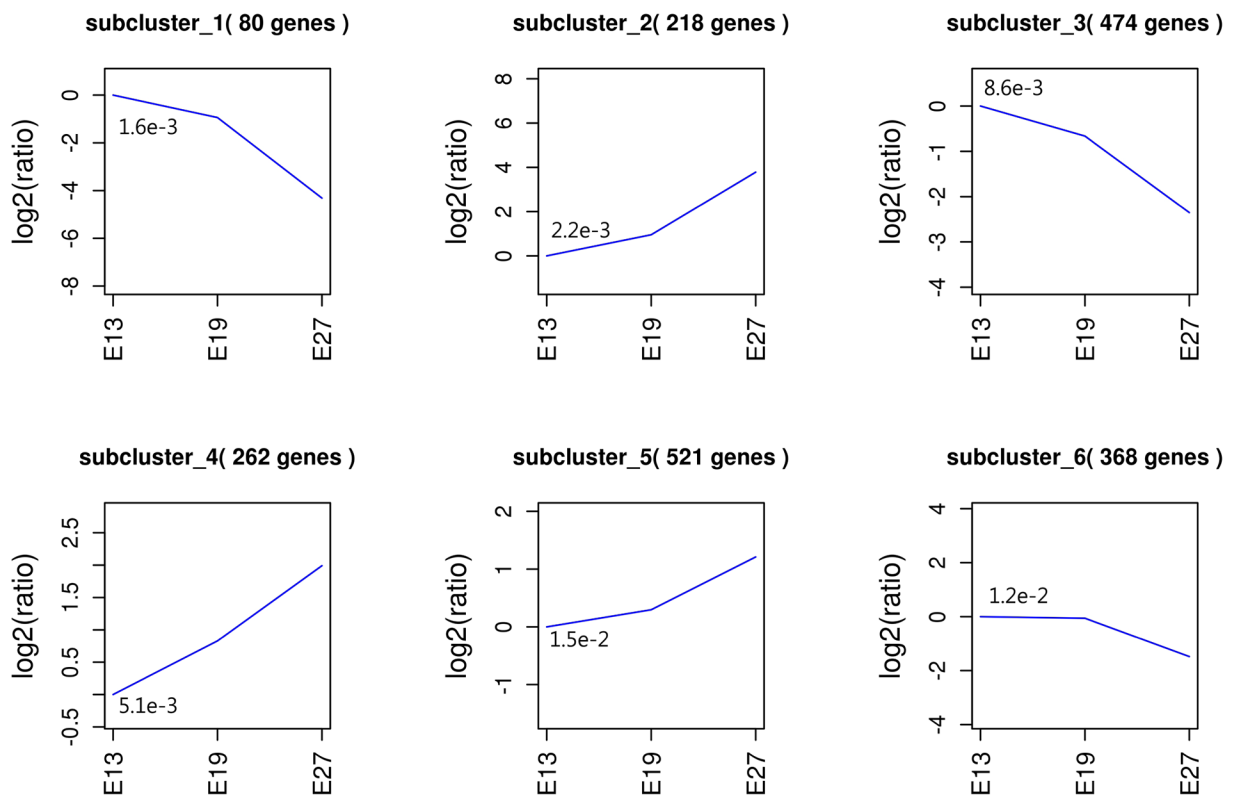 subcluster_1( 80 genes )
log2(ratio)
0
-2
-4
-6
-8
1.6e-3
E13
E19
E27
subcluster_2( 218 genes )
log2(ratio)
8
6
4
2
0
2.2e-3
E13
E19
E27
subcluster_3( 474 genes )
log2(ratio)
0
-1
-2
-3
-4
8.6e-3
E13
E19
E27
subcluster_4( 262 genes )
log2(ratio)
2.5
1.5
0.5
-0.5
5.1e-3
E13
E19
E27
subcluster_5( 521 genes )
log2(ratio)
2
1
0
-1
1.5e-2
E13
E19
E27
subcluster_6( 368 genes )
log2(ratio)
4
2
0
-2
-4
1.2e-2
E13
E19
E27